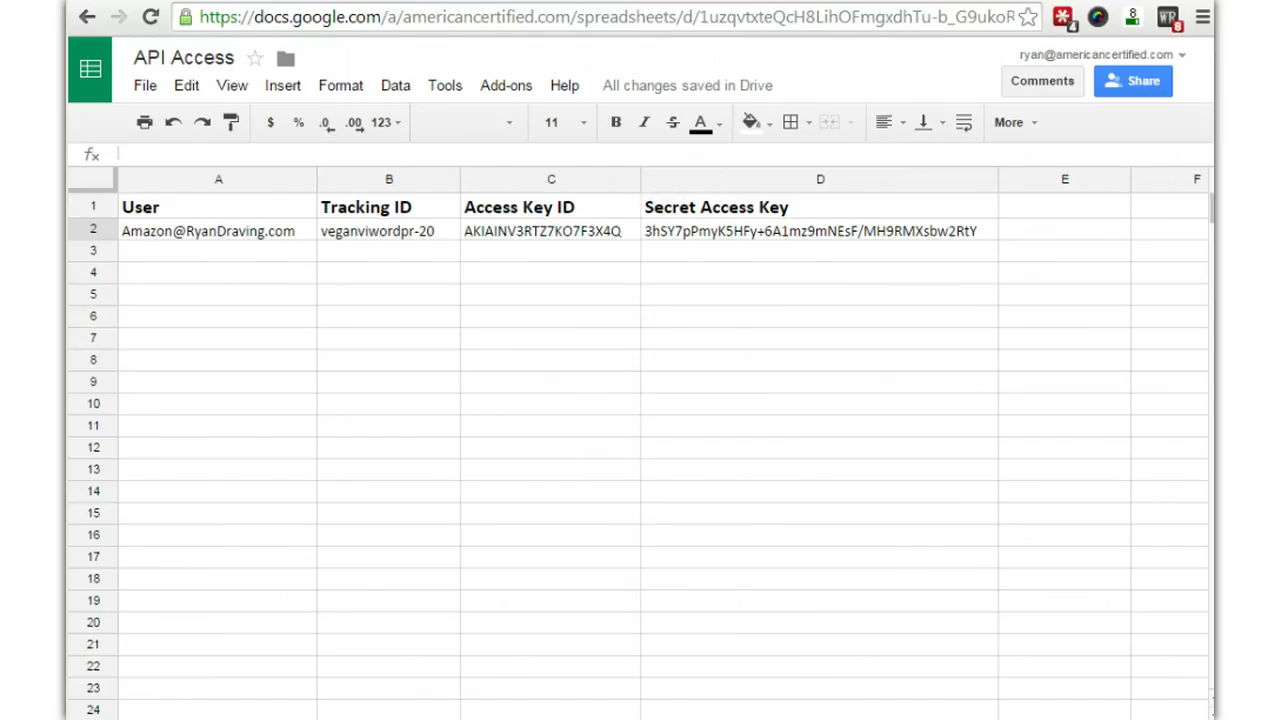 https://docs.google.com/a/americancertified.com/spreadsheets/d/1uzqvtxteQcH8LihOFmgxdhTu-b_G9ukoR
4
8
WR
8
API Access
ryan@americancertified.com
File Edit View Insert Format Data Tools Add-ons Help All changes saved in Drive
Comments Share
$ % .0 .00 123 11 B I S A More
fx
A B C D E F
1 User Tracking ID Access Key ID Secret Access Key
2 Amazon@RyanDraving.com veganviwordpr-20 AKIAINV3RTZ7KO7F3X4Q 3hSY7pPmyK5HFy+6A1mz9mNEsF/MH9RMXsbw2RtY
3
4
5
6
7
8
9
10
11
12
13
14
15
16
17
18
19
20
21
22
23
24